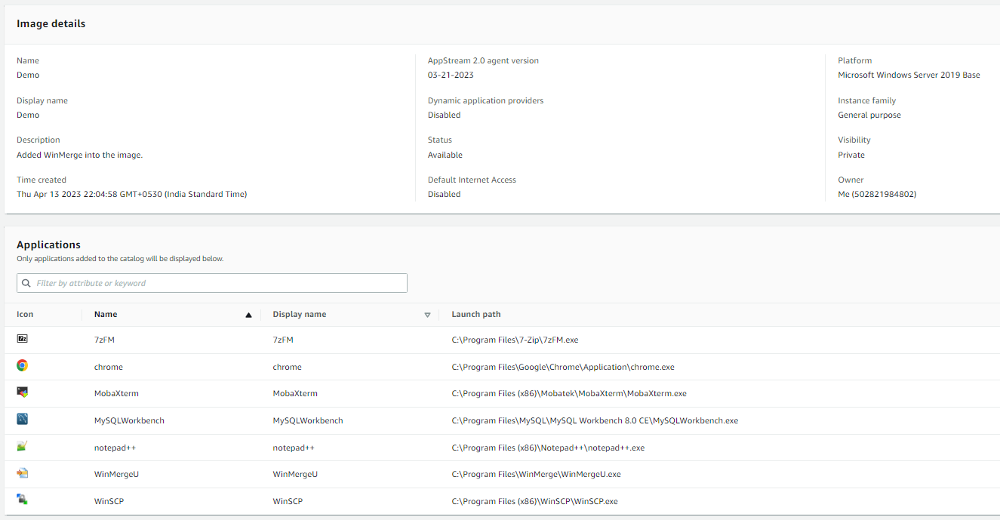 Image details
Name
Demo
Display name
Demo
Description
Added WinMerge into the image.
Time created
Thu Apr 13 2023 22:04:58 GMT+0530 (India Standard Time)
AppStream 2.0 agent version
03-21-2023
Dynamic application providers
Disabled
Status
Available
Default Internet Access
Disabled
Platform
Microsoft Windows Server 2019 Base
Instance family
General purpose
Visibility
Private
Owner
Me (502821984802)
Applications
Only applications added to the catalog will be displayed below.
Filter by attribute or keyword
Icon Name Display name Launch path
7z 7zFM 7zFM C:\Program Files\7-Zip\7zFM.exe
chrome chrome C:\Program Files\Google\Chrome\Application\chrome.exe
MobaXterm MobaXterm C:\Program Files (x86)\Mobatek\MobaXterm\MobaXterm.exe
MySQLWorkbench MySQLWorkbench C:\Program Files\MySQL\MySQL Workbench 8.0 CE\MySQLWorkbench.exe
notepad++ notepad++ C:\Program Files (x86)\Notepad++\notepad++.exe
WinMergeU WinMergeU C:\Program Files\WinMerge\WinMergeU.exe
WinSCP WinSCP C:\Program Files (x86)\WinSCP\WinSCP.exe